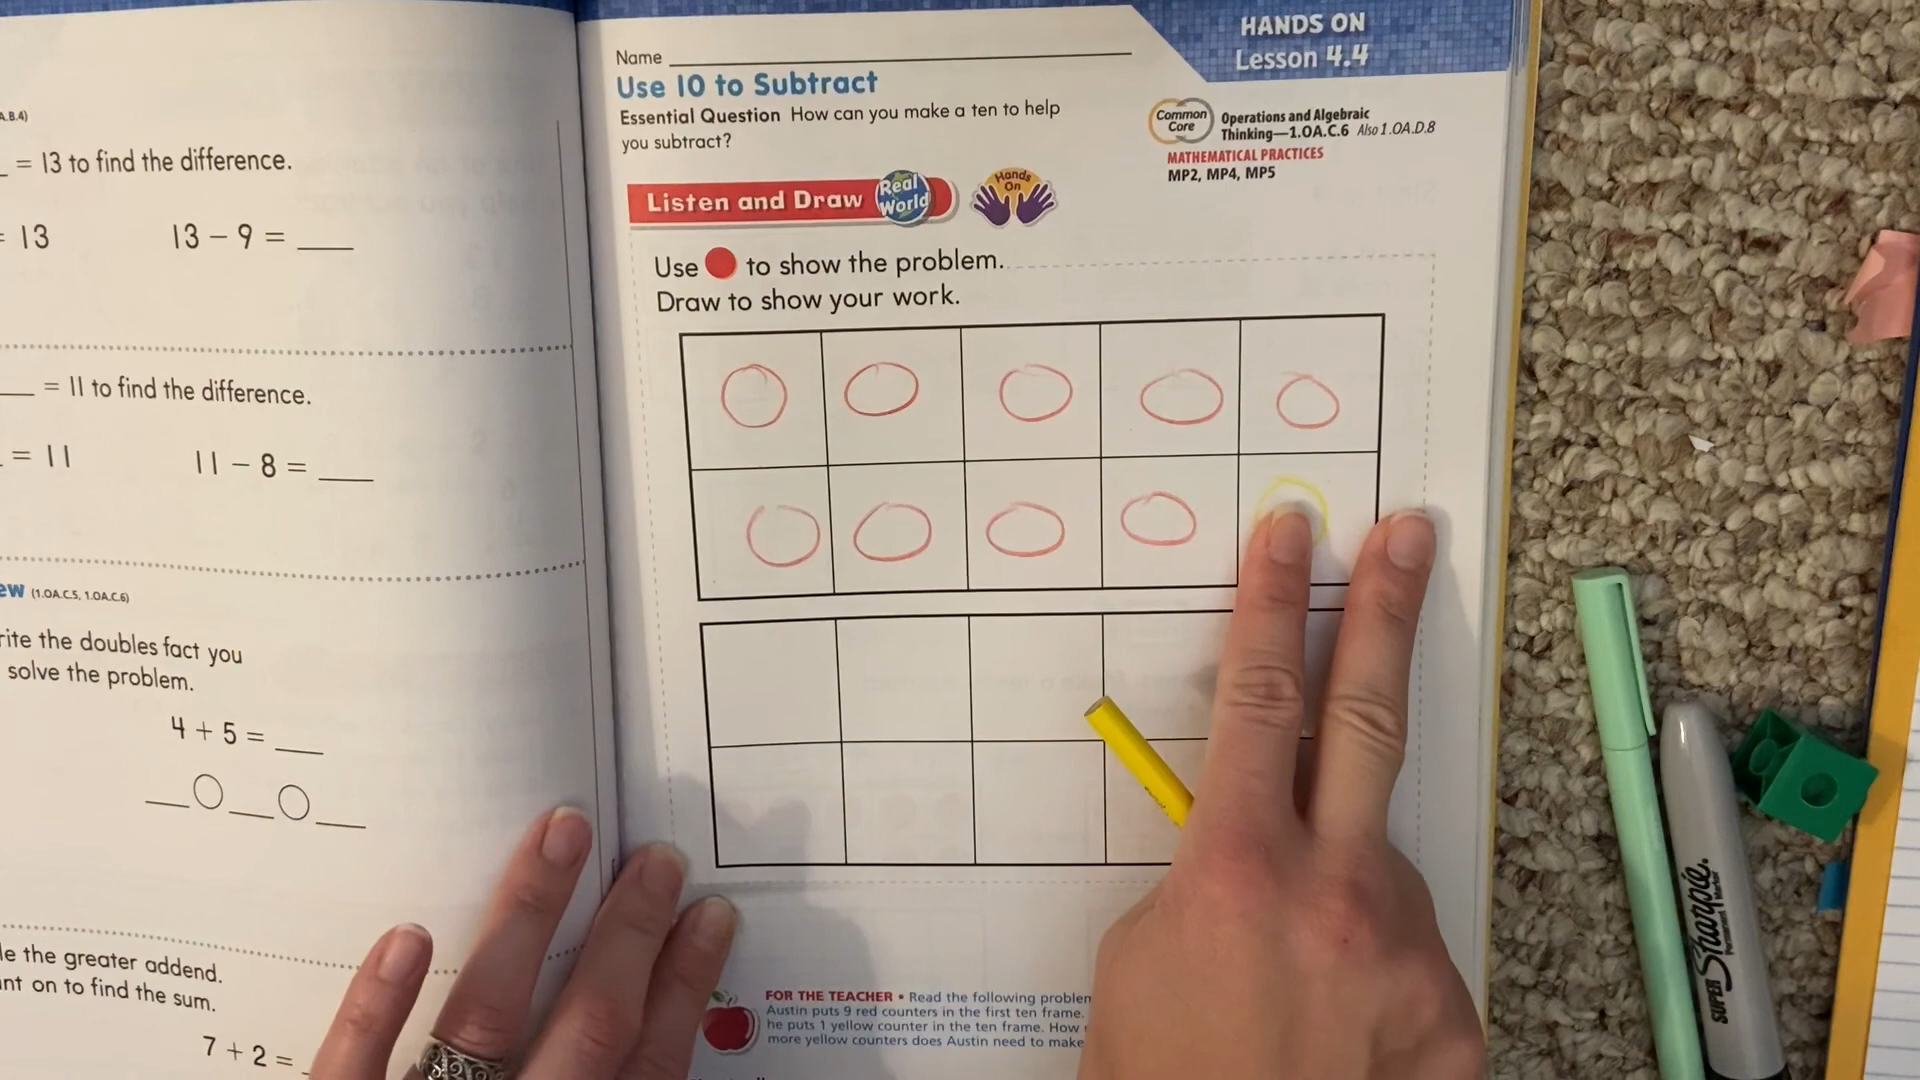 A.B.4)
= 13 to find the difference.
= 13
13 − 9 = ____
____ = 11 to find the difference.
= 11
11 − 8 = ____
(1.OA.C.5, 1.OA.C.6)
the doubles fact you
solve the problem.
4 + 5 = ____
the greater addend.
on to find the sum.
7 + 2 =
HANDS ON
Lesson 4.4
Name
Use 10 to Subtract
Essential Question How can you make a ten to help
you subtract?
Common
Core
Operations and Algebraic
Thinking—1.OA.C.6 Also 1.OA.D.8
MATHEMATICAL PRACTICES
MP2, MP4, MP5
Listen and Draw
Real
World
Hands
On
Use to show the problem.
Draw to show your work.
FOR THE TEACHER • Read the following
Austin puts 9 red counters in the first ten frame.
he puts 1 yellow counter in the ten frame. How
more yellow counters does Austin need to make
SUPER Sharpie.
Permanent Marker